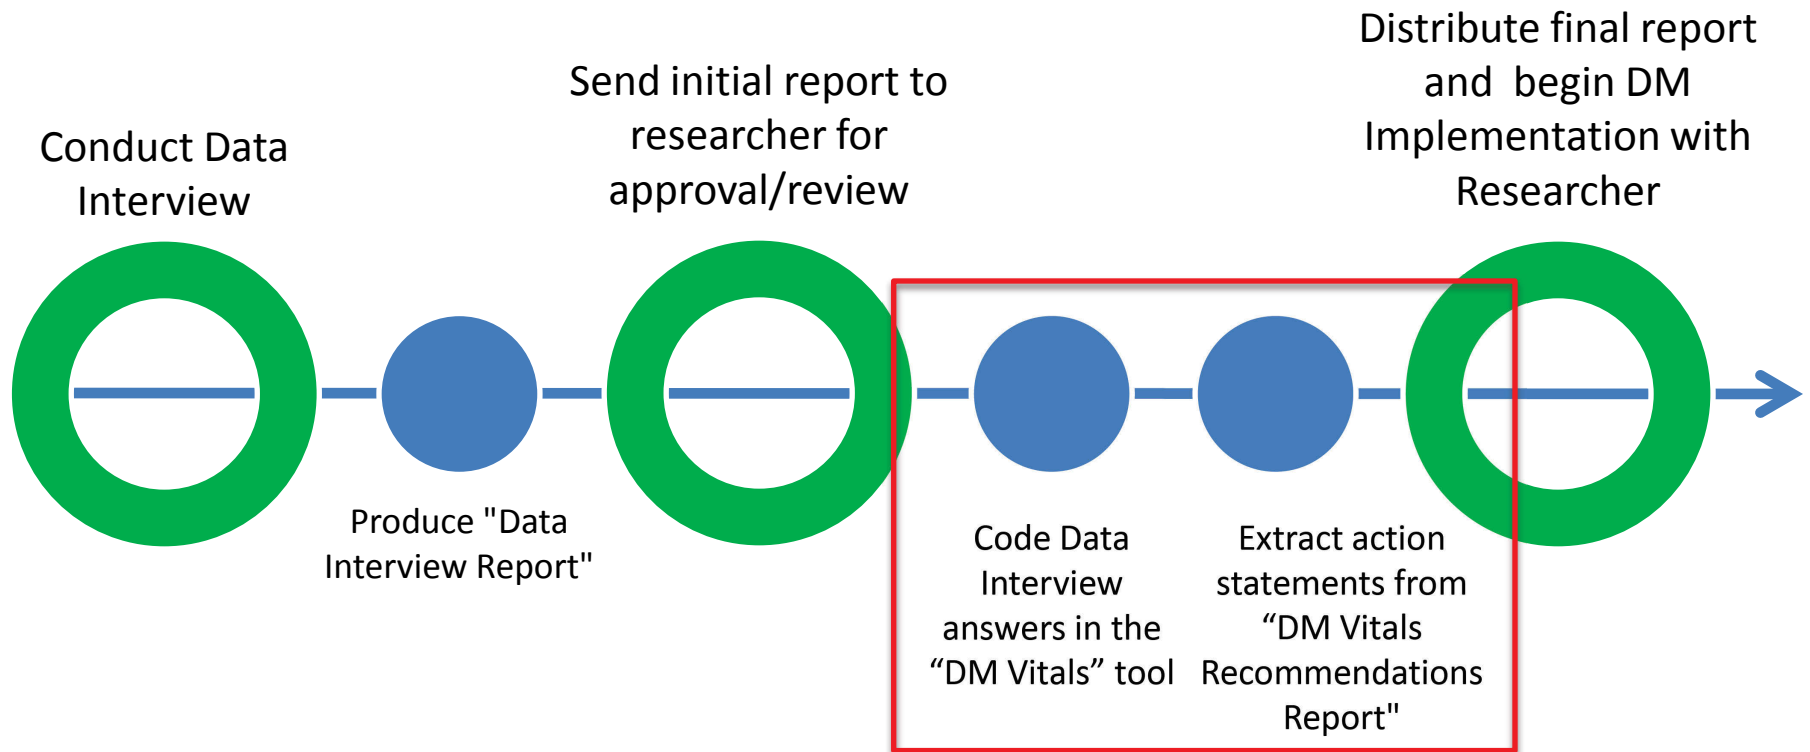 Conduct Data
Interview
Produce "Data
Interview Report"
Send initial report to
researcher for
approval/review
Code Data
Interview
answers in the
“DM Vitals” tool
Extract action
statements from
“DM Vitals
Recommendations
Report"
Distribute final report
and begin DM
Implementation with
Researcher